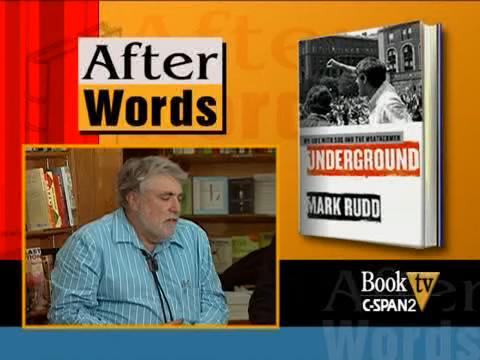 After
Words
MY LIFE WITH SDS AND THE WEATHERMEN
UNDERGROUND
MARK RUDD
Book tv
C-SPAN2
After
Words